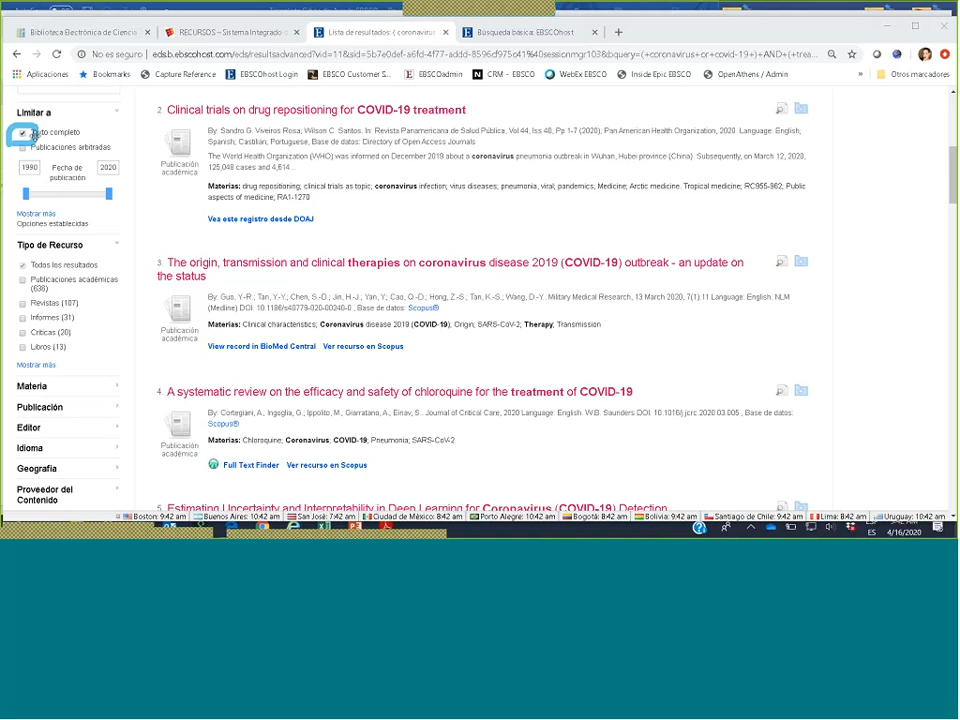 Biblioteca Electrónica de Ciencia
RECURSOS – Sistema Integrado
Lista de resultados: ( coronavirus
Búsqueda básica: EBSCOhost
No es seguro | eds.b.ebscohost.com/eds/resultsadvanced?vid=11&sid=5b7e0def-a6fd-4f77-addd-8596d975cf41%40sessionmgr103&bquery=(+coronavirus+or+covid-19+)+AND+(+trea...
Aplicaciones
Bookmarks
Capture Reference
EBSCOhost Login
EBSCO Customer S...
EBSCOadmin
CRM - EBSCO
WebEx EBSCO
Inside Epic EBSCO
OpenAthens / Admin
»
Otros marcadores
Limitar a
Texto completo
Publicaciones arbitradas
1990
Fecha de publicación
2020
Mostrar más
Opciones establecidas
Tipo de Recurso
Todos los resultados
Publicaciones académicas
(636)
Revistas (107)
Informes (31)
Críticas (20)
Libros (13)
Mostrar más
Materia
Publicación
Editor
Idioma
Geografía
Proveedor del
Contenido
2. Clinical trials on drug repositioning for COVID-19 treatment
By: Sandro G. Viveiros Rosa; Wilson C. Santos. In: Revista Panamericana de Salud Pública, Vol 44, Iss 40, Pp 1-7 (2020), Pan American Health Organization, 2020. Language: English;
Spanish; Castilian; Portuguese, Base de datos: Directory of Open Access Journals
The World Health Organization (WHO) was informed on December 2019 about a coronavirus pneumonia outbreak in Wuhan, Hubei province (China). Subsequently, on March 12, 2020,
125,048 cases and 4,614...
Publicación
académica
Materias: drug repositioning; clinical trials as topic; coronavirus infection; virus diseases; pneumonia, viral; pandemics; Medicine; Arctic medicine. Tropical medicine; RC955-962; Public
aspects of medicine; RA1-1270
Vea este registro desde DOAJ
3. The origin, transmission and clinical therapies on coronavirus disease 2019 (COVID-19) outbreak - an update on
the status
By: Guo, Y.-R.; Tan, Y.-Y.; Chen, S.-D.; Jin, H.-J.; Yan, Y.; Cao, Q.-D.; Hong, Z.-S.; Tan, K.-S.; Wang, D.-Y. Military Medical Research, 13 March 2020, 7(1):11 Language: English. NLM
(Medline) DOI: 10.1186/s40779-020-00240-0 , Base de datos: Scopus®
Publicación
académica
Materias: Clinical characteristics; Coronavirus disease 2019 (COVID-19); Origin; SARS-CoV-2; Therapy; Transmission
View record in BioMed Central Ver recurso en Scopus
4. A systematic review on the efficacy and safety of chloroquine for the treatment of COVID-19
By: Cortegiani, A.; Ingoglia, G.; Ippolito, M.; Giarratano, A.; Einav, S.. Journal of Critical Care, 2020 Language: English. W.B. Saunders DOI: 10.1016/j.jcrc.2020.03.005 , Base de datos:
Scopus®
Publicación
académica
Materias: Chloroquine; Coronavirus; COVID-19; Pneumonia; SARS-CoV-2
Full Text Finder Ver recurso en Scopus
5. Estimating Uncertainty and Interpretability in Deep Learning for Coronavirus (COVID-19) Detection
Boston: 9:42 am Buenos Aires: 10:42 am San José: 7:42 am Ciudad de México: 8:42 am Porto Alegre: 10:42 am Bogotá: 8:42 am Bolivia: 9:42 am Santiago de Chile: 9:42 am Lima: 8:42 am Uruguay: 10:42 am
ES
4/16/2020